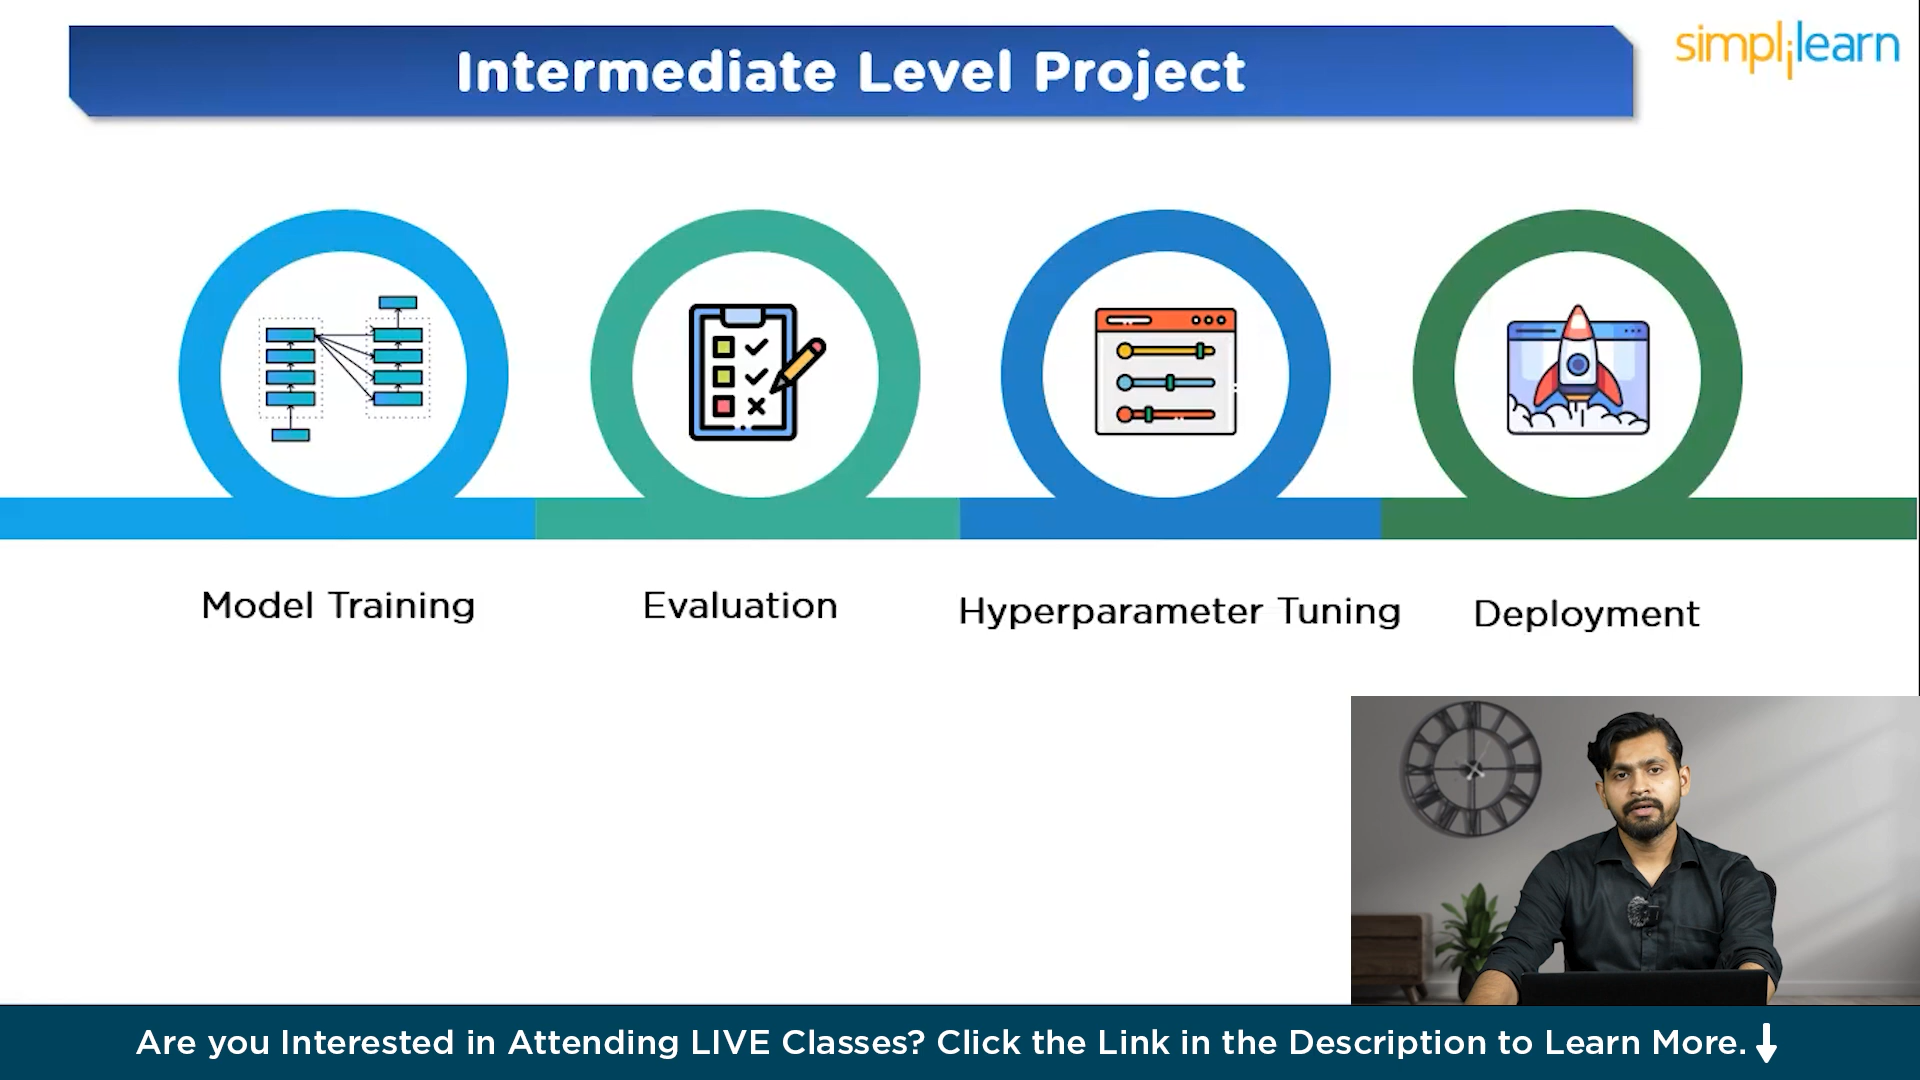 Intermediate Level Project
simplilearn
Model Training
Evaluation
Hyperparameter Tuning
Deployment
Are you Interested in Attending LIVE Classes? Click the Link in the Description to Learn More.